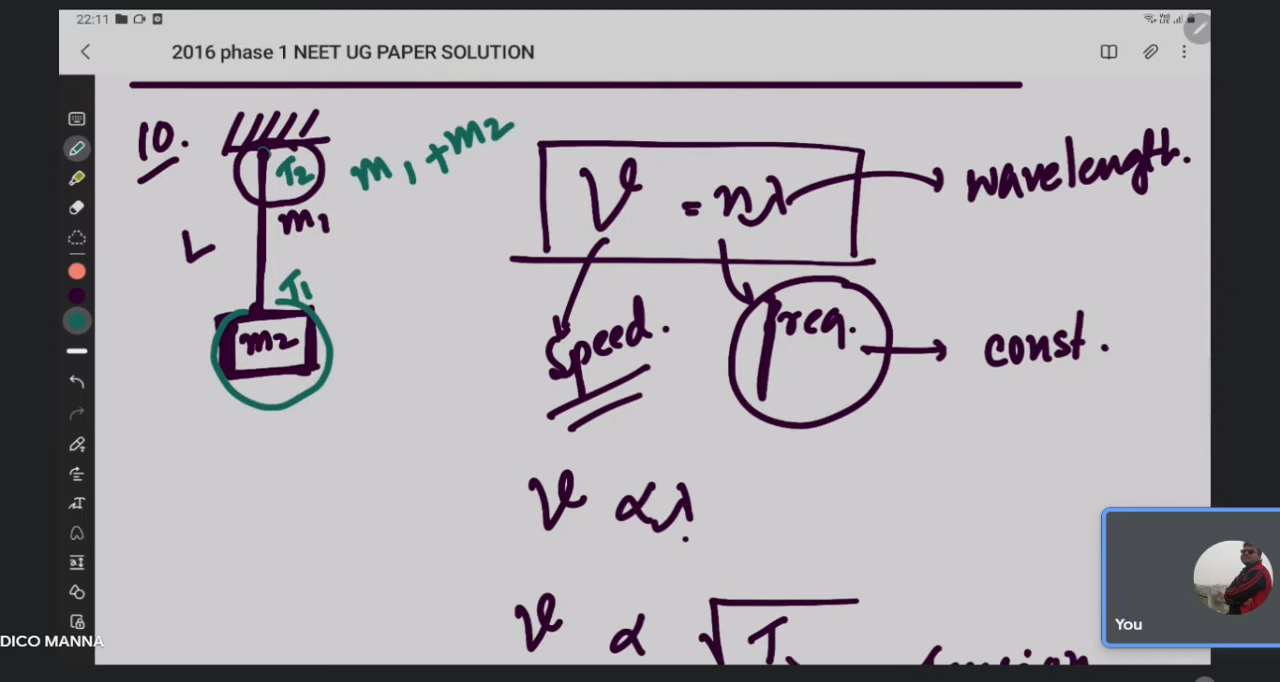 22:11
2016 phase 1 NEET UG PAPER SOLUTION
10.
T2
m1 + m2
m1
L
T1
m2
V = nλ
wavelength.
Speed.
freq.
const.
V ∝ λ
V ∝ √T
DICO MANNA
You